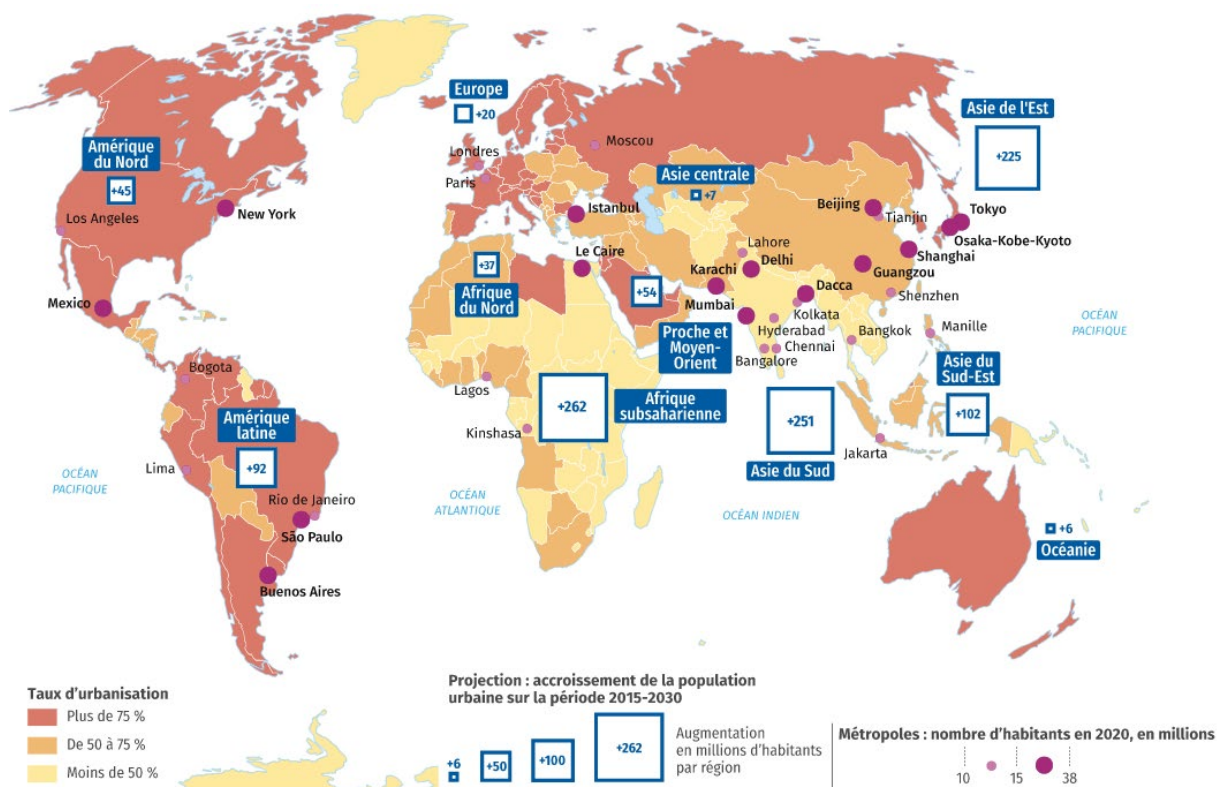 Europe
+20
Asie de l'Est
+225
Amérique
du Nord
+45
Los Angeles
New York
Mexico
Londres
Paris
Moscou
Asie centrale
+7
Istanbul
Le Caire
+37
Afrique
du Nord
+54
Proche et
Moyen-
Orient
Beijing
Tianjin
Tokyo
Osaka-Kobe-Kyoto
Shanghai
Guangzou
Shenzhen
Lahore
Delhi
Karachi
Dacca
Mumbai
Kolkata
Hyderabad
Chennai
Bangalore
Bangkok
Manille
OCÉAN
PACIFIQUE
Asie du
Sud-Est
+102
Jakarta
+251
Asie du Sud
Lagos
+262
Afrique
subsaharienne
Kinshasa
Bogota
Amérique
latine
+92
Lima
Rio de Janeiro
São Paulo
Buenos Aires
OCÉAN
PACIFIQUE
OCÉAN
ATLANTIQUE
OCÉAN INDIEN
+6
Océanie
Taux d'urbanisation
Plus de 75 %
De 50 à 75 %
Moins de 50 %
Projection : accroissement de la population
urbaine sur la période 2015-2030
+6
+50
+100
+262
Augmentation
en millions d'habitants
par région
Métropoles : nombre d'habitants en 2020, en millions
10 15 38